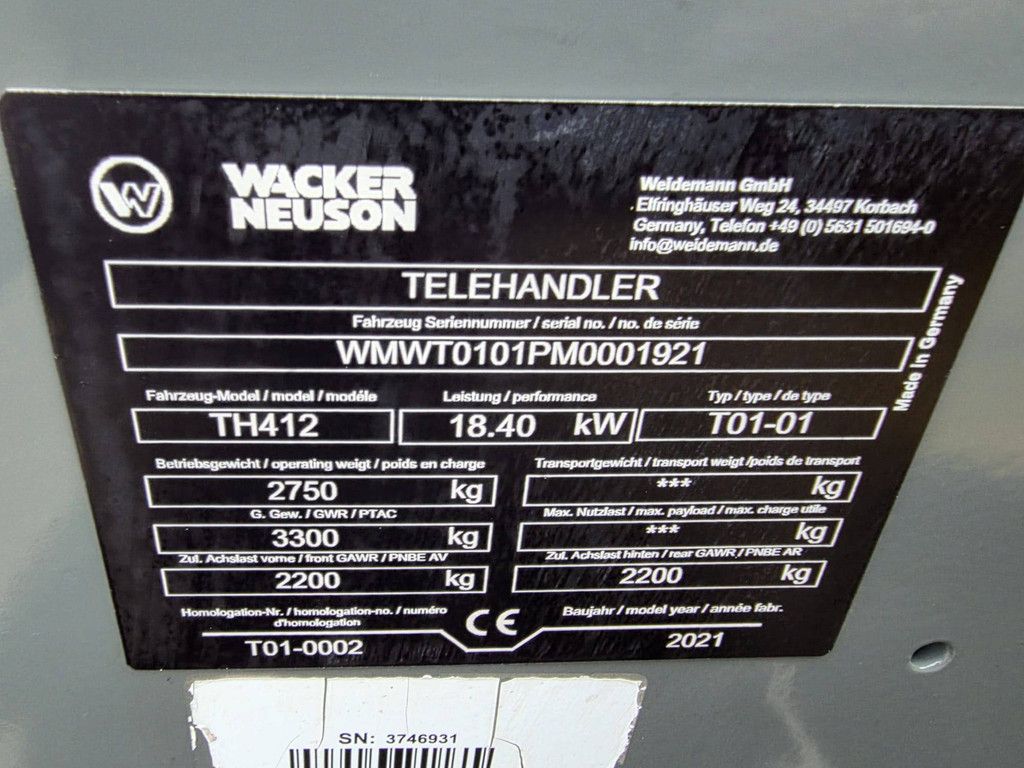 W
WACKER
NEUSON
Weidemann GmbH
Elfringhäuser Weg 24, 34497 Korbach
Germany, Telefon +49 (0) 5631 501694-0
info@weidemann.de
TELEHANDLER
Fahrzeug Seriennummer / serial no. / no. de série
WMWT0101PM0001921
Made in Germany
Fahrzeug-Model / model / modéle Leistung / performance Typ / type / de type
TH412 18.40 kW T01-01
Betriebsgewicht / operating weigt / poids en charge Transportgewicht / transport weigt /poids de transport
2750 kg *** kg
G. Gew. / GWR / PTAC Max. Nutzlast / max. payload / max. charge utile
3300 kg *** kg
Zul. Achslast vorne / front GAWR / PNBE AV Zul. Achslast hinten / rear GAWR / PNBE AR
2200 kg 2200 kg
Homologation-Nr. / homologation-no. / numéro
d'homologation
T01-0002
CE
Baujahr / model year / année fabr.
2021
SN: 3746931